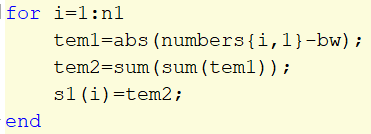 for i=1:n1
tem1=abs(numbers{i,1}-bw);
tem2=sum(sum(tem1));
s1(i)=tem2;
end